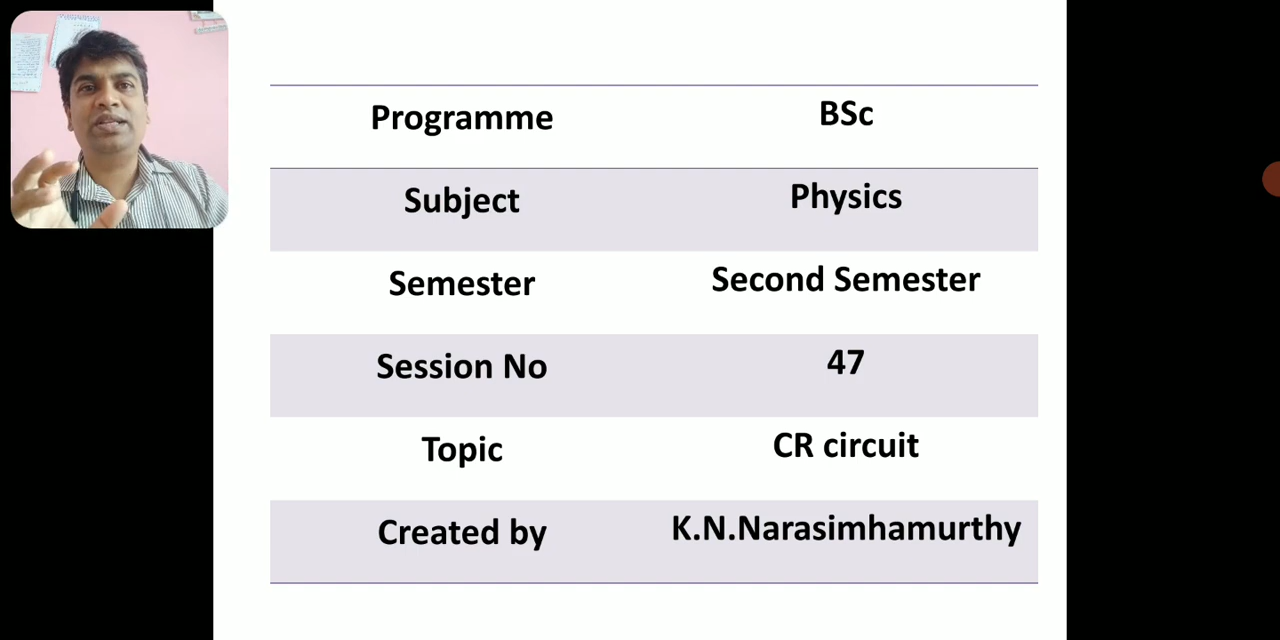 Programme BSc
Subject Physics
Semester Second Semester
Session No 47
Topic CR circuit
Created by K.N.Narasimhamurthy